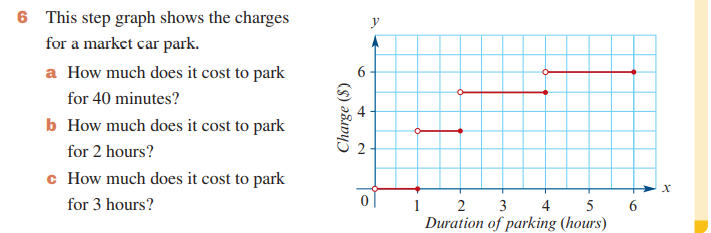 6 This step graph shows the charges
for a market car park.
a How much does it cost to park
for 40 minutes?
b How much does it cost to park
for 2 hours?
c How much does it cost to park
for 3 hours?
y
Charge ($)
6
4
2
0
1 2 3 4 5 6
x
Duration of parking (hours)